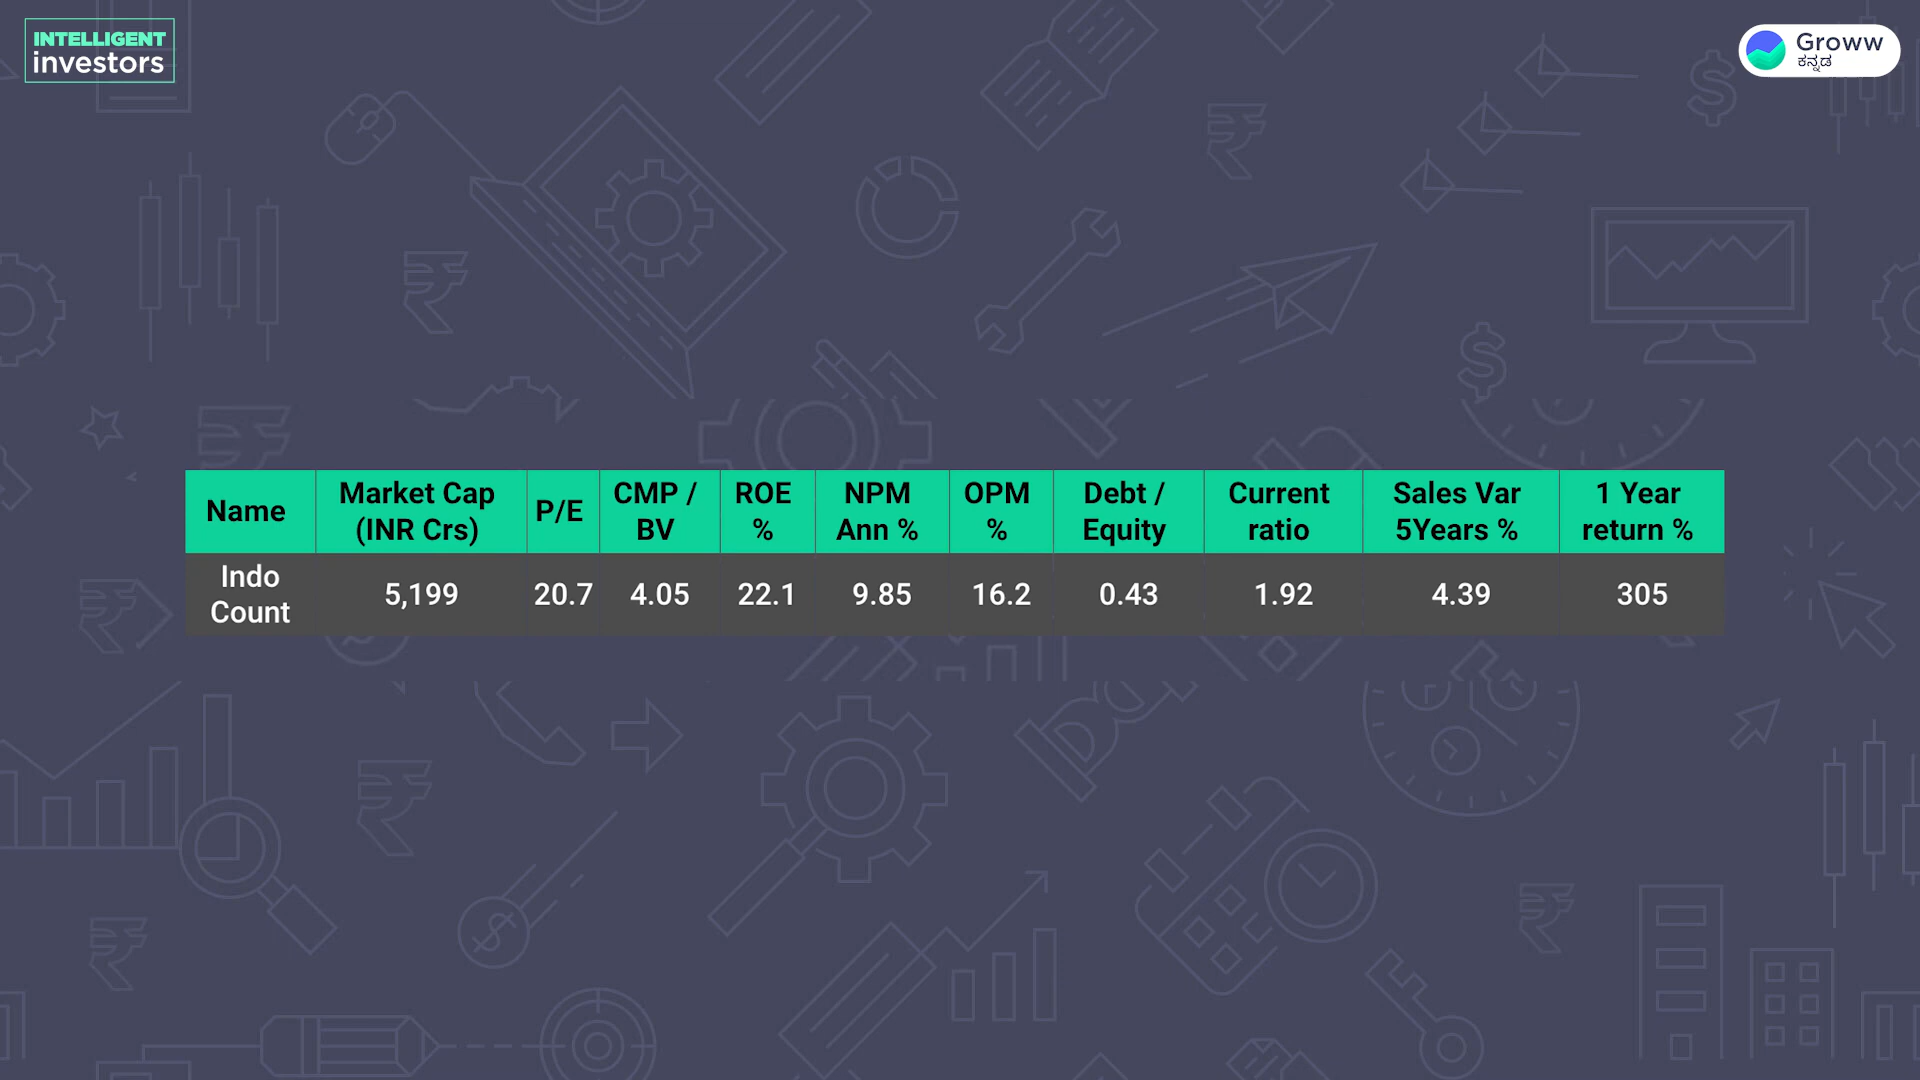 INTELLIGENT
investors
Groww
ಕನ್ನಡ
Name Market Cap (INR Crs) P/E CMP / BV ROE % NPM Ann % OPM % Debt / Equity Current ratio Sales Var 5Years % 1 Year return %
Indo Count 5,199 20.7 4.05 22.1 9.85 16.2 0.43 1.92 4.39 305